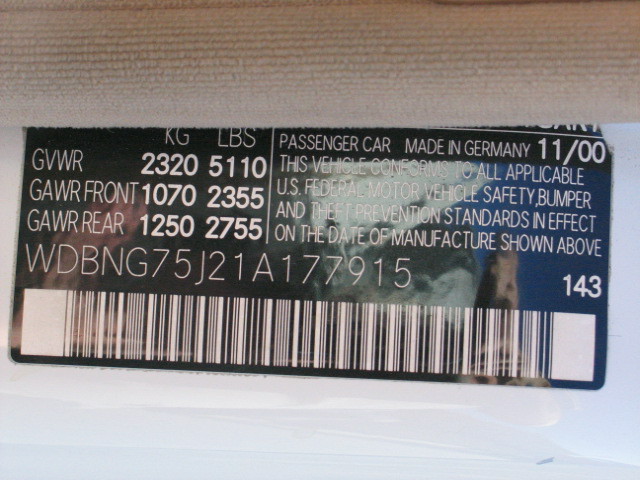 KG LBS
GVWR 2320 5110
GAWR FRONT 1070 2355
GAWR REAR 1250 2755
PASSENGER CAR MADE IN GERMANY 11/00
THIS VEHICLE CONFORMS TO ALL APPLICABLE
U.S. FEDERAL MOTOR VEHICLE SAFETY, BUMPER
AND THEFT PREVENTION STANDARDS IN EFFECT
ON THE DATE OF MANUFACTURE SHOWN ABOVE
WDBNG75J21A177915
143